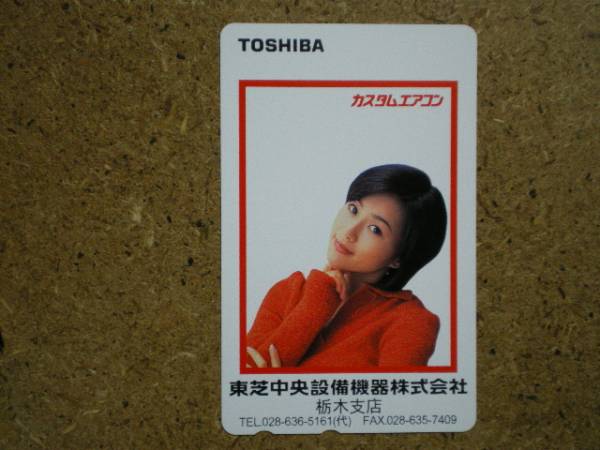 TOSHIBA
カスタムエアコン
東芝中央設備機器株式会社
栃木支店
TEL.028-636-5161(代) FAX.028-635-7409